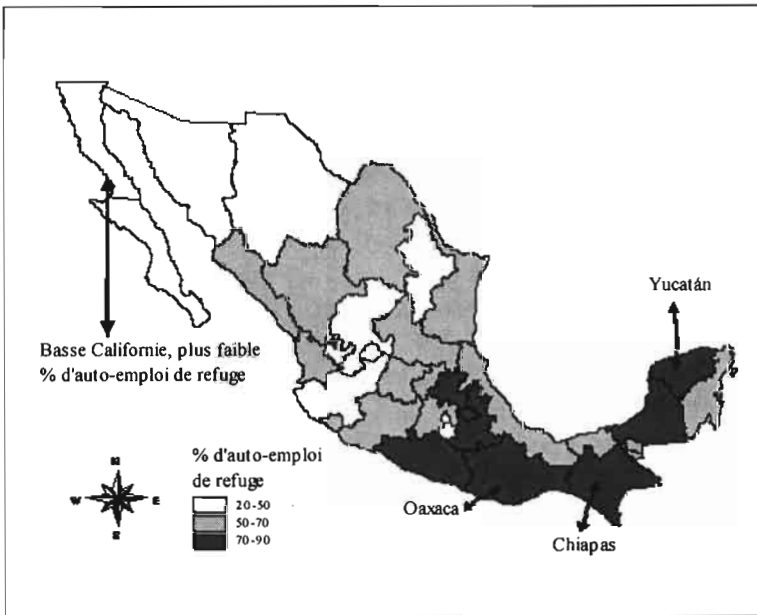 Yucatán
Basse Californie, plus faible
% d'auto-emploi de refuge
N
W E
S
% d'auto-emploi
de refuge
20-50
50-70
70-90
Oaxaca
Chiapas